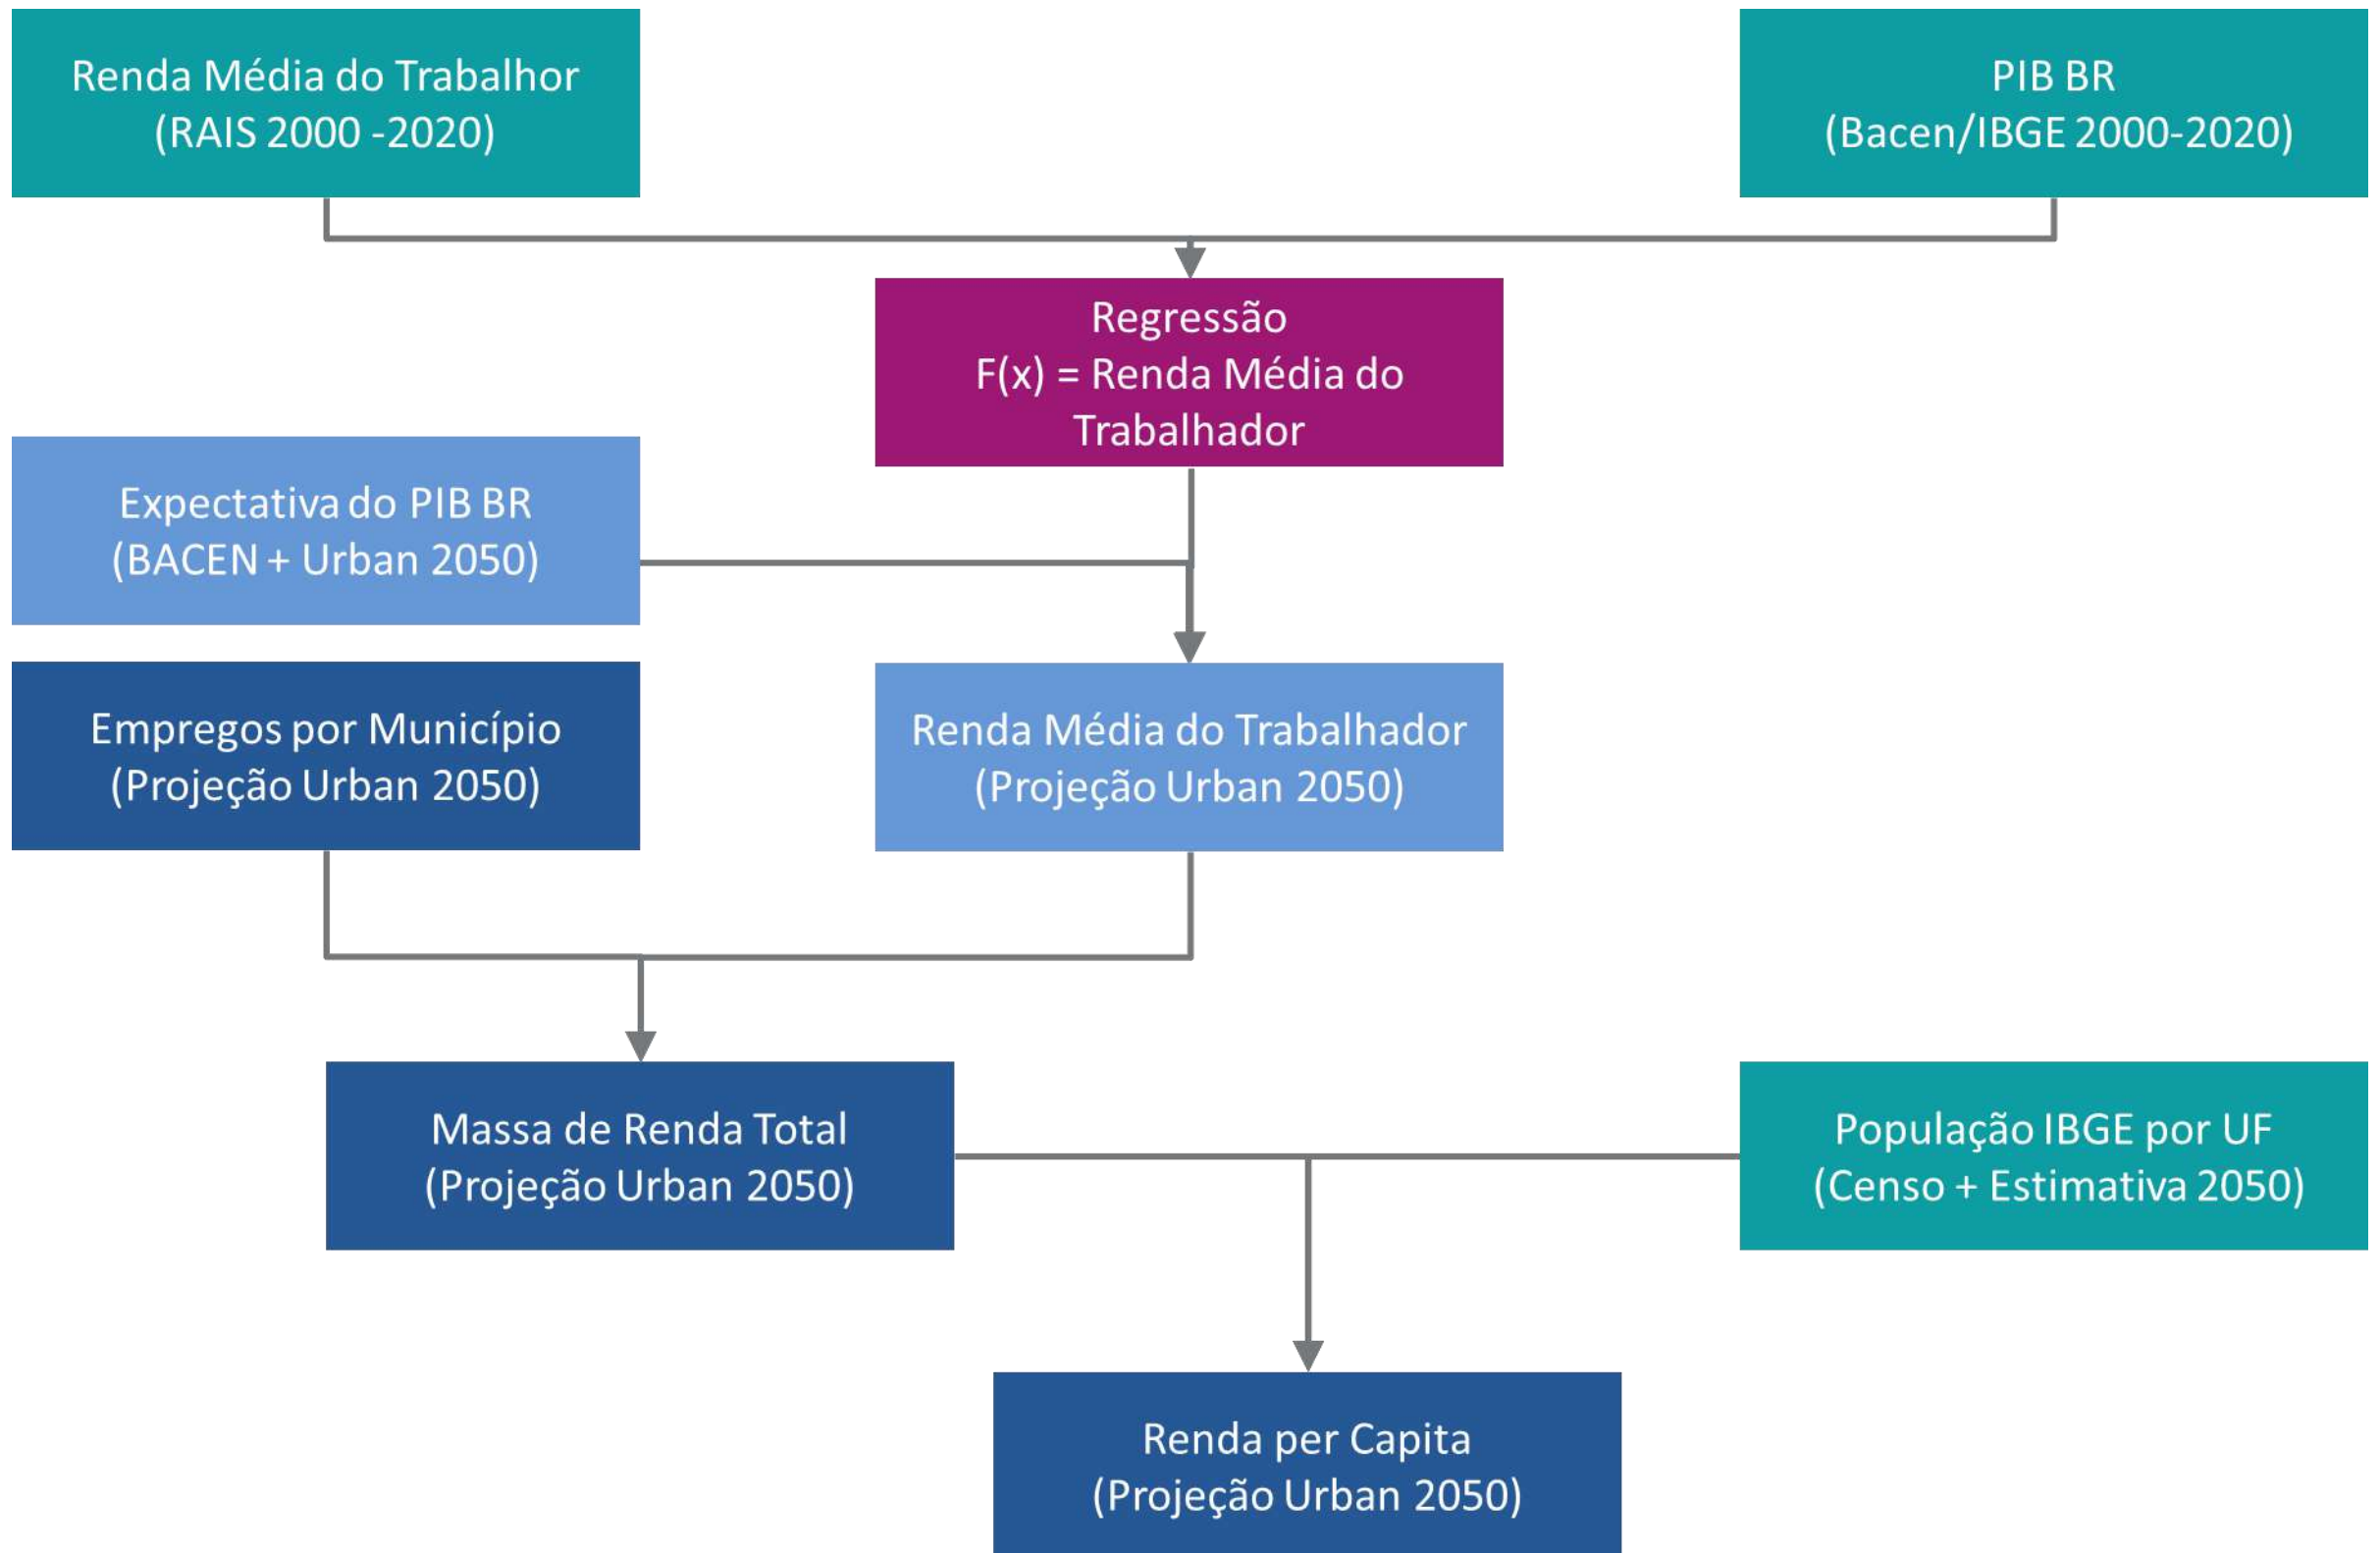 Renda Média do Trabalhor
(RAIS 2000 -2020)
PIB BR
(Bacen/IBGE 2000-2020)
Regressão
F(x) = Renda Média do
Trabalhador
Expectativa do PIB BR
(BACEN + Urban 2050)
Empregos por Município
(Projeção Urban 2050)
Renda Média do Trabalhador
(Projeção Urban 2050)
Massa de Renda Total
(Projeção Urban 2050)
População IBGE por UF
(Censo + Estimativa 2050)
Renda per Capita
(Projeção Urban 2050)